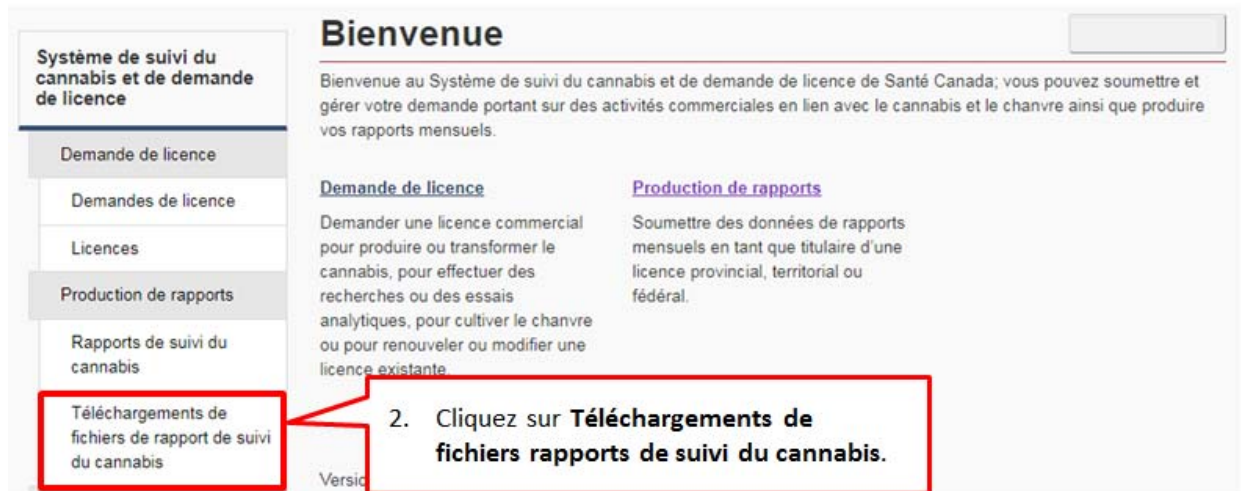 Système de suivi du
cannabis et de demande
de licence
Demande de licence
Demandes de licence
Licences
Production de rapports
Rapports de suivi du
cannabis
Téléchargements de
fichiers de rapport de suivi
du cannabis
Bienvenue
Bienvenue au Système de suivi du cannabis et de demande de licence de Santé Canada; vous pouvez soumettre et
gérer votre demande portant sur des activités commerciales en lien avec le cannabis et le chanvre ainsi que produire
vos rapports mensuels.
Demande de licence
Demander une licence commercial
pour produire ou transformer le
cannabis, pour effectuer des
recherches ou des essais
analytiques, pour cultiver le chanvre
ou pour renouveler ou modifier une
licence existante.
Production de rapports
Soumettre des données de rapports
mensuels en tant que titulaire d'une
licence provincial, territorial ou
fédéral.
2. Cliquez sur Téléchargements de
fichiers rapports de suivi du cannabis.